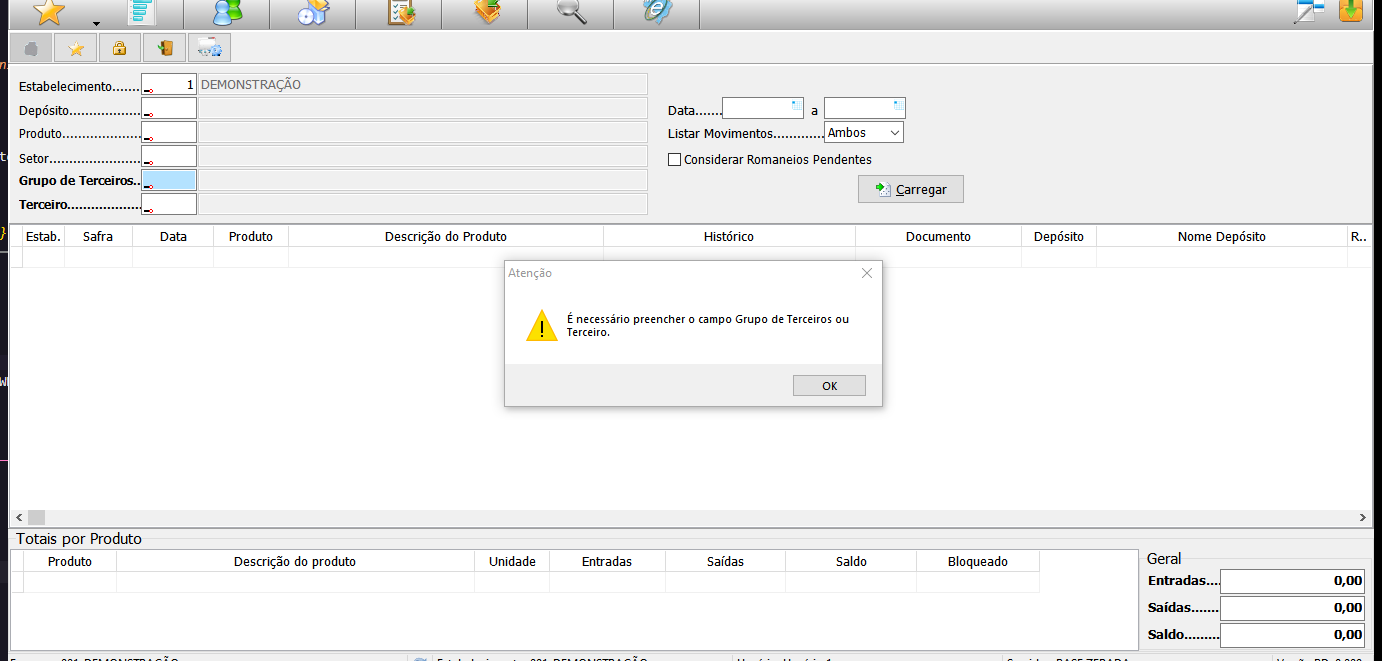 Estabelecimento....... 1 DEMONSTRAÇÃO
Depósito
Produto
Setor
Grupo de Terceiros..
Terceiro
Data...... a
Listar Movimentos............ Ambos
Considerar Romaneios Pendentes
Carregar
Estab. Safra Data Produto Descrição do Produto Histórico Documento Depósito Nome Depósito R..
Atenção
É necessário preencher o campo Grupo de Terceiros ou
Terceiro.
OK
Totais por Produto
Produto Descrição do produto Unidade Entradas Saídas Saldo Bloqueado
Geral
Entradas.... 0,00
Saídas....... 0,00
Saldo......... 0,00